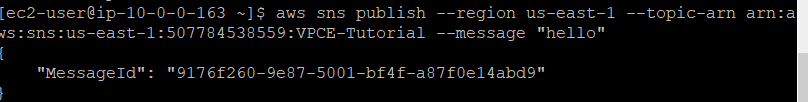 [ec2-user@ip-10-0-0-163 ~]$ aws sns publish --region us-east-1 --topic-arn arn:a
ws:sns:us-east-1:507784538559:VPCE-Tutorial --message "hello"
{
    "MessageId": "9176f260-9e87-5001-bf4f-a87f0e14abd9"
}